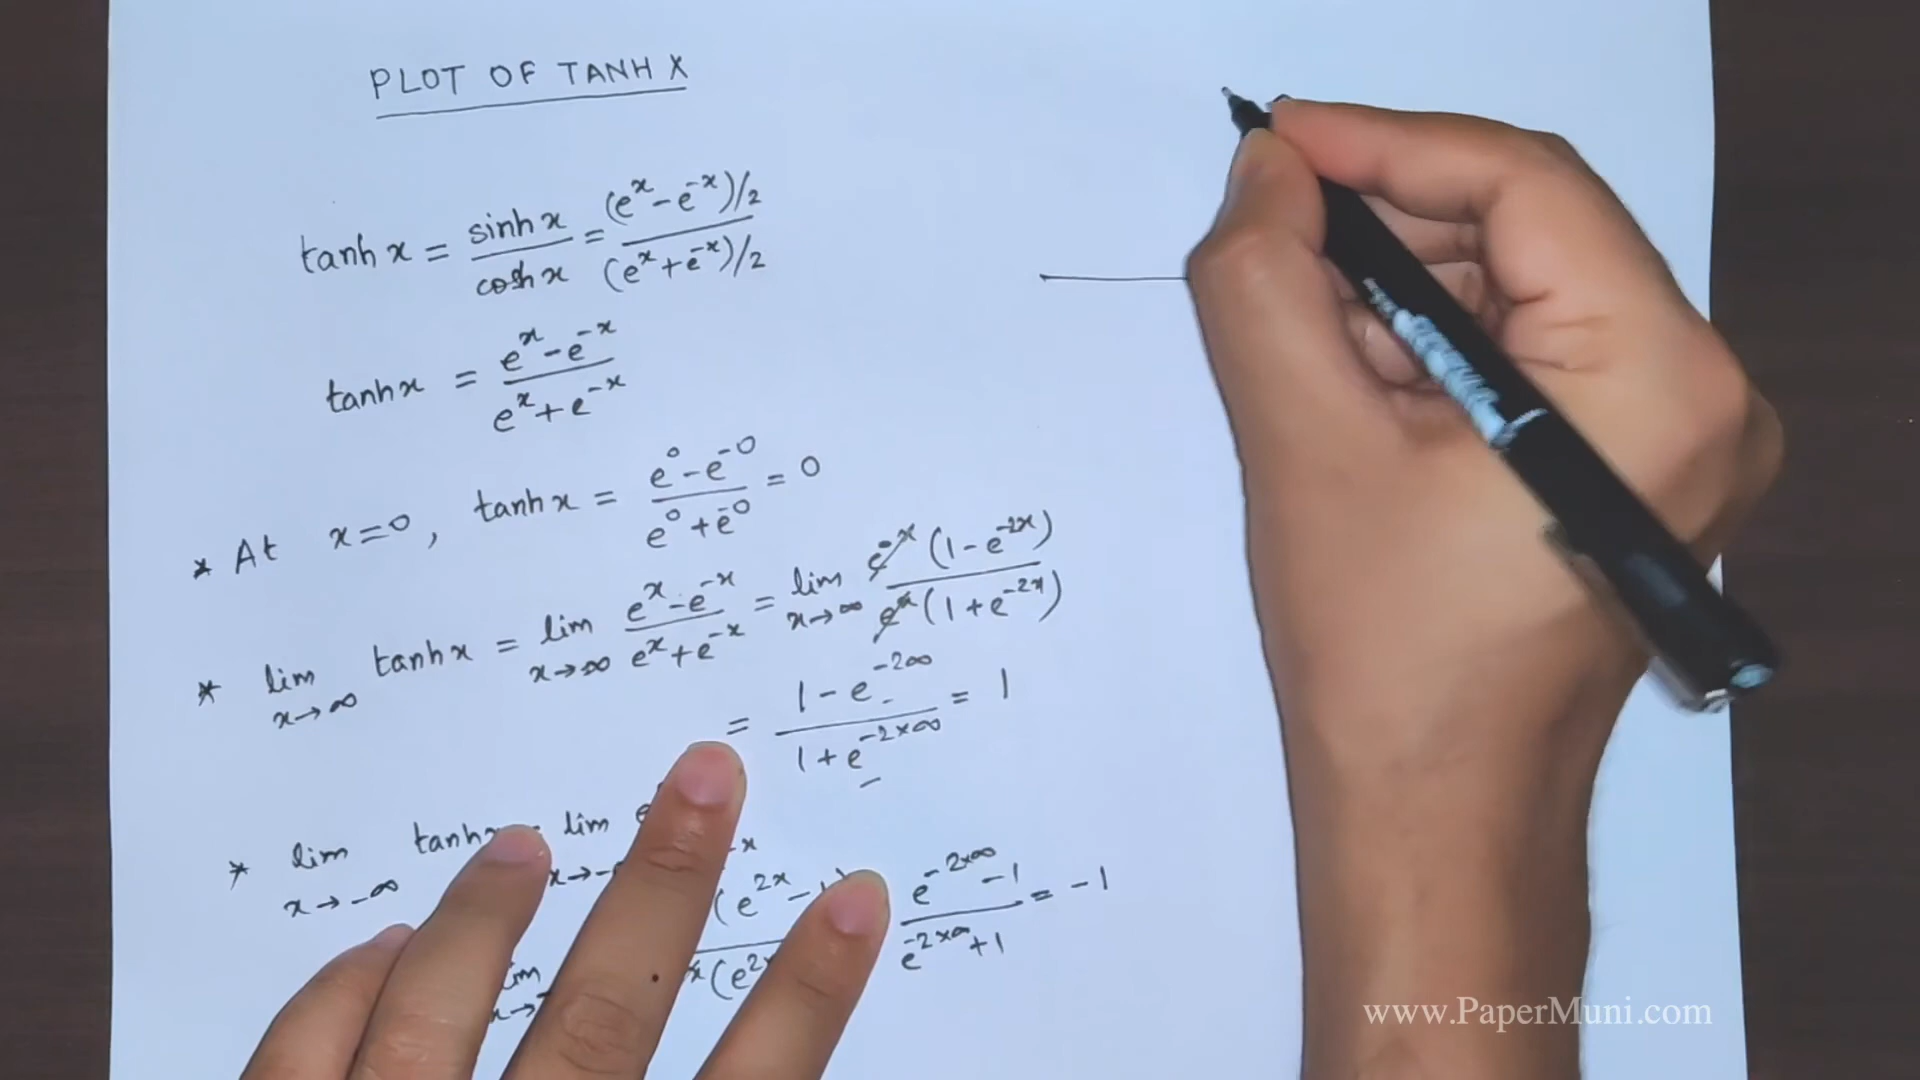 PLOT OF TANH X
tanh x = sinh x / cosh x = (e^x - e^-x)/2 / (e^x + e^-x)/2
tanh x = e^x - e^-x / e^x + e^-x
* At x=0, tanh x = e^0 - e^-0 / e^0 + e^-0 = 0
* lim x→∞ tanh x = lim x→∞ e^x - e^-x / e^x + e^-x = lim x→∞ e^x (1 - e^-2x) / e^x (1 + e^-2x)
= 1 - e^-2∞ / 1 + e^-2×∞ = 1
* lim x→-∞ tanh x = lim x→-
(e^2x - 1) / (e^2x e^-2×∞ - 1 / e^-2×∞ + 1 = -1
www.PaperMuni.com